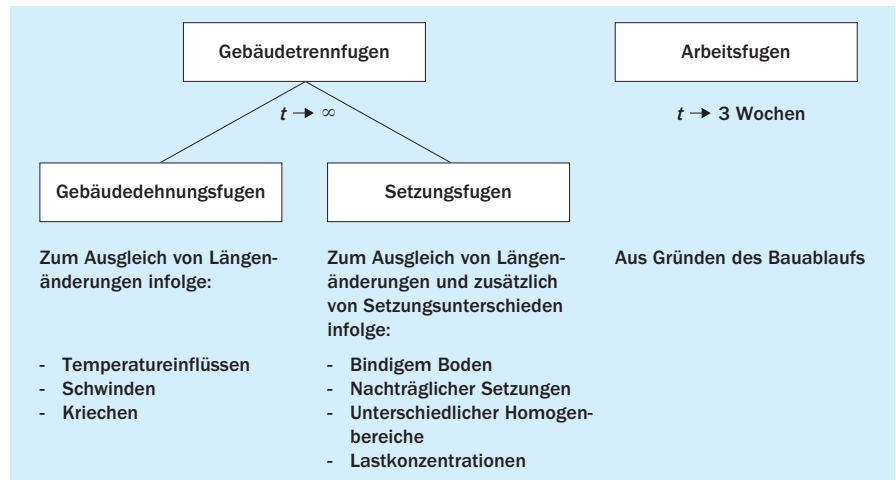 Gebäudetrennfugen
Arbeitsfugen
t → ∞
t → 3 Wochen
Gebäudedehnungsfugen
Setzungsfugen
Zum Ausgleich von Längen-
änderungen infolge:
- Temperatureinflüssen
- Schwinden
- Kriechen
Zum Ausgleich von Längen-
änderungen und zusätzlich
von Setzungsunterschieden
infolge:
- Bindigem Boden
- Nachträglicher Setzungen
- Unterschiedlicher Homogen-
bereiche
- Lastkonzentrationen
Aus Gründen des Bauablaufs